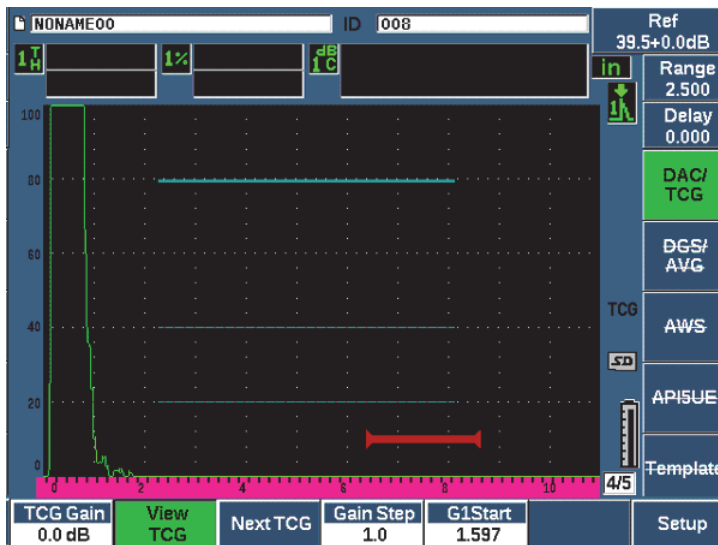 NONAME00 ID 008 Ref
39.5+0.0dB
1 T H 1% dB 1 C in
Range
2.500
1
Delay
0.000
100
80
60
40
20
0
DAC/
TCG
DGS/
AVG
TCG
AWS
SD
API5UE
Template
4/5
0 2 4 6 8 10
TCG Gain
0.0 dB
View
TCG
Next TCG
Gain Step
1.0
G1Start
1.597
Setup